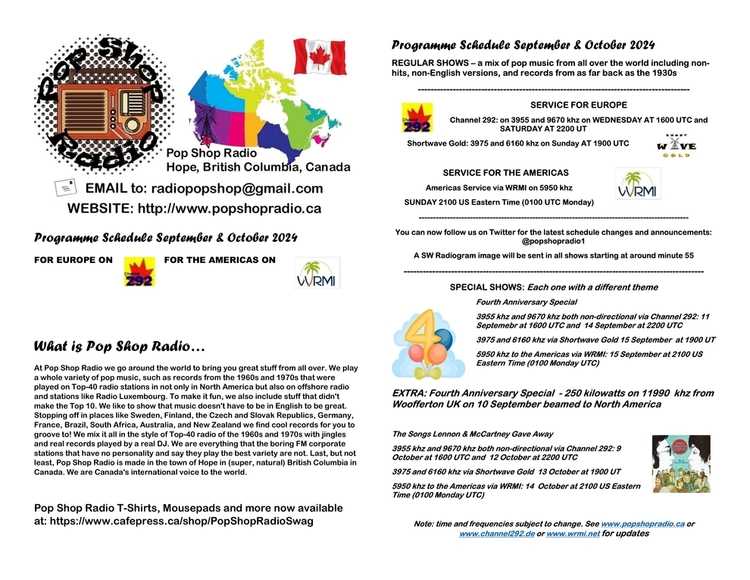 Pop Shop
Radio
Pop Shop Radio
Hope, British Columbia, Canada
EMAIL to: radiopopshop@gmail.com
WEBSITE: http://www.popshopradio.ca
Programme Schedule September & October 2024
FOR EUROPE ON
292
FOR THE AMERICAS ON
WRMI
What is Pop Shop Radio…
At Pop Shop Radio we go around the world to bring you great stuff from all over. We play
a whole variety of pop music, such as records from the 1960s and 1970s that were
played on Top-40 radio stations in not only in North America but also on offshore radio
and stations like Radio Luxembourg. To make it fun, we also include stuff that didn't
make the Top 10. We like to show that music doesn't have to be in English to be great.
Stopping off in places like Sweden, Finland, the Czech and Slovak Republics, Germany,
France, Brazil, South Africa, Australia, and New Zealand we find cool records for you to
groove to! We mix it all in the style of Top-40 radio of the 1960s and 1970s with jingles
and real records played by a real DJ. We are everything that the boring FM corporate
stations that have no personality and say they play the best variety are not. Last, but not
least, Pop Shop Radio is made in the town of Hope in (super, natural) British Columbia in
Canada. We are Canada's international voice to the world.
Pop Shop Radio T-Shirts, Mousepads and more now available
at: https://www.cafepress.ca/shop/PopShopRadioSwag
Programme Schedule September & October 2024
REGULAR SHOWS – a mix of pop music from all over the world including non-
hits, non-English versions, and records from as far back as the 1930s
SERVICE FOR EUROPE
292
Channel 292: on 3955 and 9670 khz on WEDNESDAY AT 1600 UTC and
SATURDAY AT 2200 UT
Shortwave Gold: 3975 and 6160 khz on Sunday AT 1900 UTC
SHORT
WAVE
GOLD
SERVICE FOR THE AMERICAS
Americas Service via WRMI on 5950 khz
WRMI
SUNDAY 2100 US Eastern Time (0100 UTC Monday)
You can now follow us on Twitter for the latest schedule changes and announcements:
@popshopradio1
A SW Radiogram image will be sent in all shows starting at around minute 55
SPECIAL SHOWS: Each one with a different theme
4
Fourth Anniversary Special
3955 khz and 9670 khz both non-directional via Channel 292: 11
Septemebr at 1600 UTC and 14 September at 2200 UTC
3975 and 6160 khz via Shortwave Gold 15 September at 1900 UT
5950 khz to the Americas via WRMI: 15 September at 2100 US
Eastern Time (0100 Monday UTC)
EXTRA: Fourth Anniversary Special - 250 kilowatts on 11990 khz from
Woofferton UK on 10 September beamed to North America
The Songs Lennon & McCartney Gave Away
3955 khz and 9670 khz both non-directional via Channel 292: 9
October at 1600 UTC and 12 October at 2200 UTC
3975 and 6160 khz via Shortwave Gold 13 October at 1900 UT
5950 khz to the Americas via WRMI: 14 October at 2100 US Eastern
Time (0100 Monday UTC)
Note: time and frequencies subject to change. See www.popshopradio.ca or
www.channel292.de or www.wrmi.net for updates